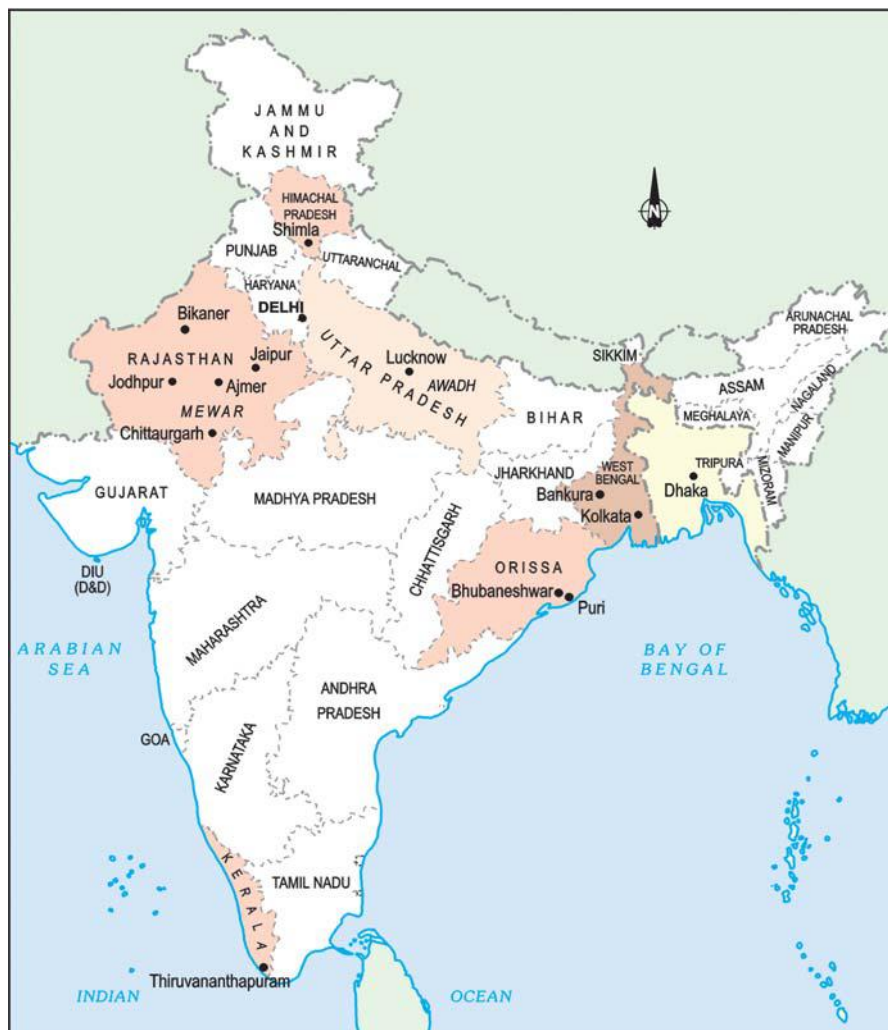 JAMMU
AND
KASHMIR
HIMACHAL
PRADESH
Shimla
PUNJAB
UTTARANCHAL
HARYANA
DELHI
N
Bikaner
RAJASTHAN
Jaipur
Jodhpur
Ajmer
MEWAR
Chittaurgarh
UTTAR PRADESH
Lucknow
AWADH
SIKKIM
ARUNACHAL
PRADESH
ASSAM
NAGALAND
MEGHALAYA
MANIPUR
BIHAR
JHARKHAND
WEST
BENGAL
Bankura
Kolkata
TRIPURA
MIZORAM
Dhaka
GUJARAT
MADHYA PRADESH
CHHATTISGARH
DIU
(D&D)
ORISSA
Bhubaneshwar
Puri
MAHARASHTRA
ARABIAN
SEA
BAY OF
BENGAL
ANDHRA
PRADESH
GOA
KARNATAKA
KERALA
TAMIL NADU
Thiruvananthapuram
INDIAN
OCEAN